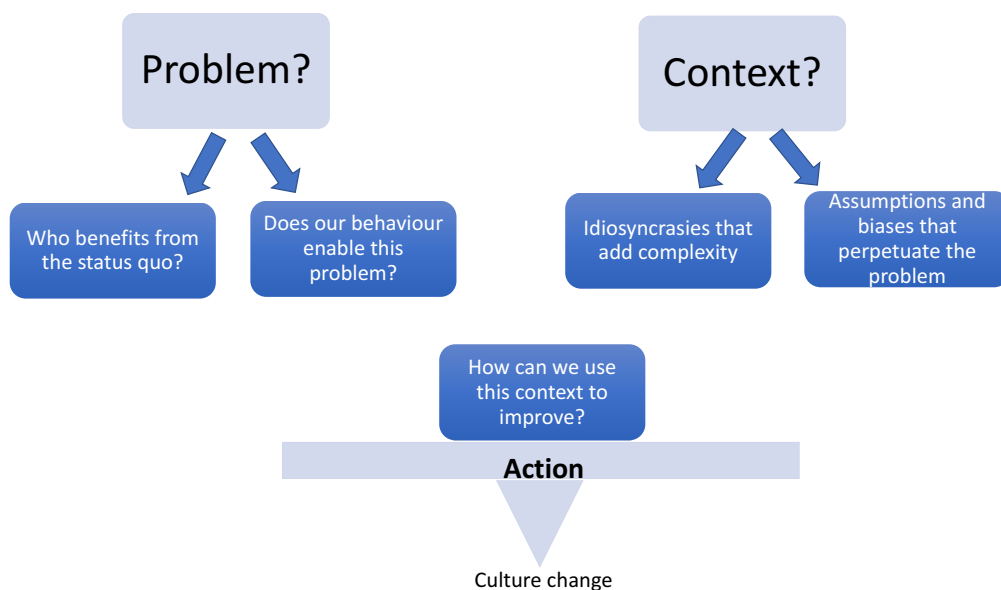 Problem?
Context?
Who benefits from
the status quo?
Does our behaviour
enable this
problem?
Idiosyncrasies that
add complexity
Assumptions and
biases that
perpetuate the
problem
How can we use
this context to
improve?
Action
Culture change